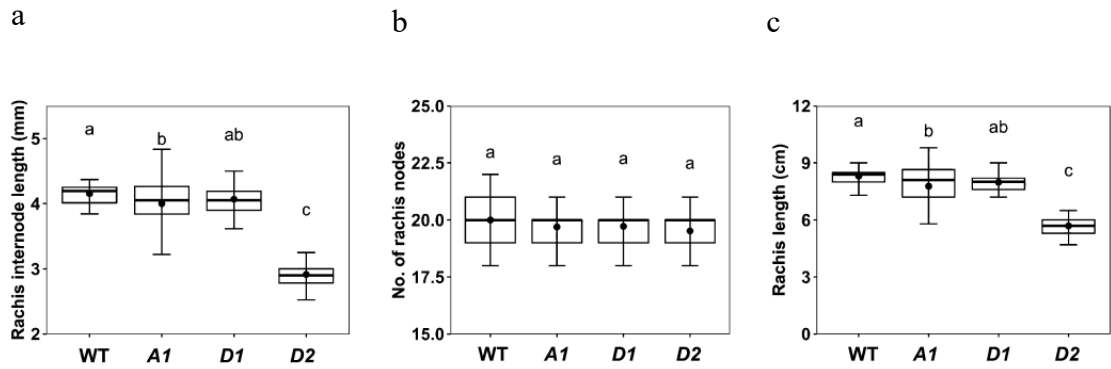 a
b
c
Rachis internode length (mm)
5
4
3
2
a
b
ab
c
WT
A1
D1
D2
No. of rachis nodes
25.0
22.5
20.0
17.5
15.0
a
a
a
a
WT
A1
D1
D2
Rachis length (cm)
12
9
6
3
0
a
b
ab
c
WT
A1
D1
D2